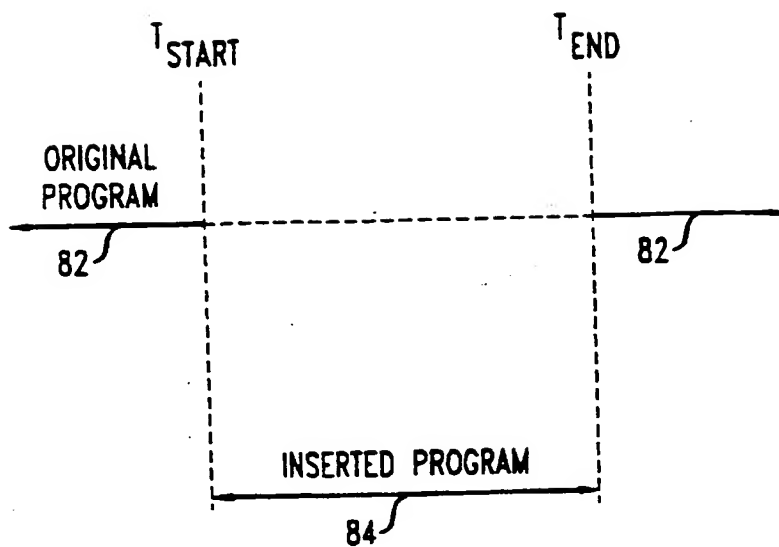 T START
T END
ORIGINAL
PROGRAM
82
82
INSERTED PROGRAM
84